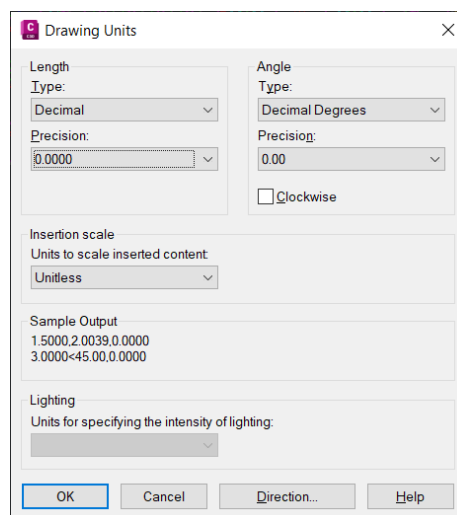 Drawing Units
Length
Type:
Decimal
Precision:
0.0000
Angle
Type:
Decimal Degrees
Precision:
0.00
Clockwise
Insertion scale
Units to scale inserted content:
Unitless
Sample Output
1.5000,2.0039,0.0000
3.0000<45.00,0.0000
Lighting
Units for specifying the intensity of lighting:
OK Cancel Direction... Help